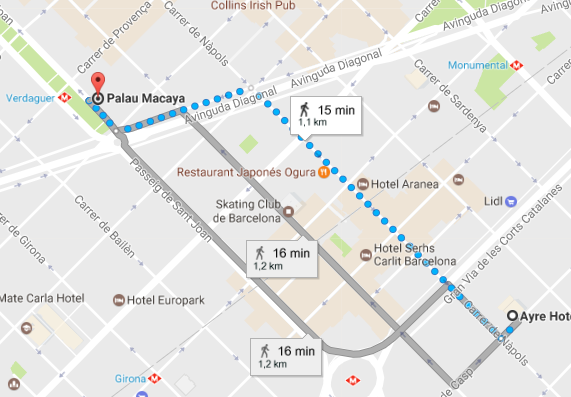 Collins Irish Pub
Carrer de Provença
Carrer de Nàpols
Avinguda Diagonal
Avinguda Diagonal
Avinguda Diagonal
Monumental
Verdaguer
Palau Macaya
15 min
1,1 km
Carrer de Sardenya
Restaurant Japonés Ogura
Hotel Aranea
Passeig de Sant Joan
Skating Club
de Barcelona
Lidl
Carrer de Bailèn
16 min
1,2 km
Hotel Serhs
Carlit Barcelona
Gran Via de les Corts Catalanes
de Girona
Mate Carla Hotel
Hotel Europark
Ayre Hote
Carrer de Nàpols
16 min
1,2 km
Girona
de Casp